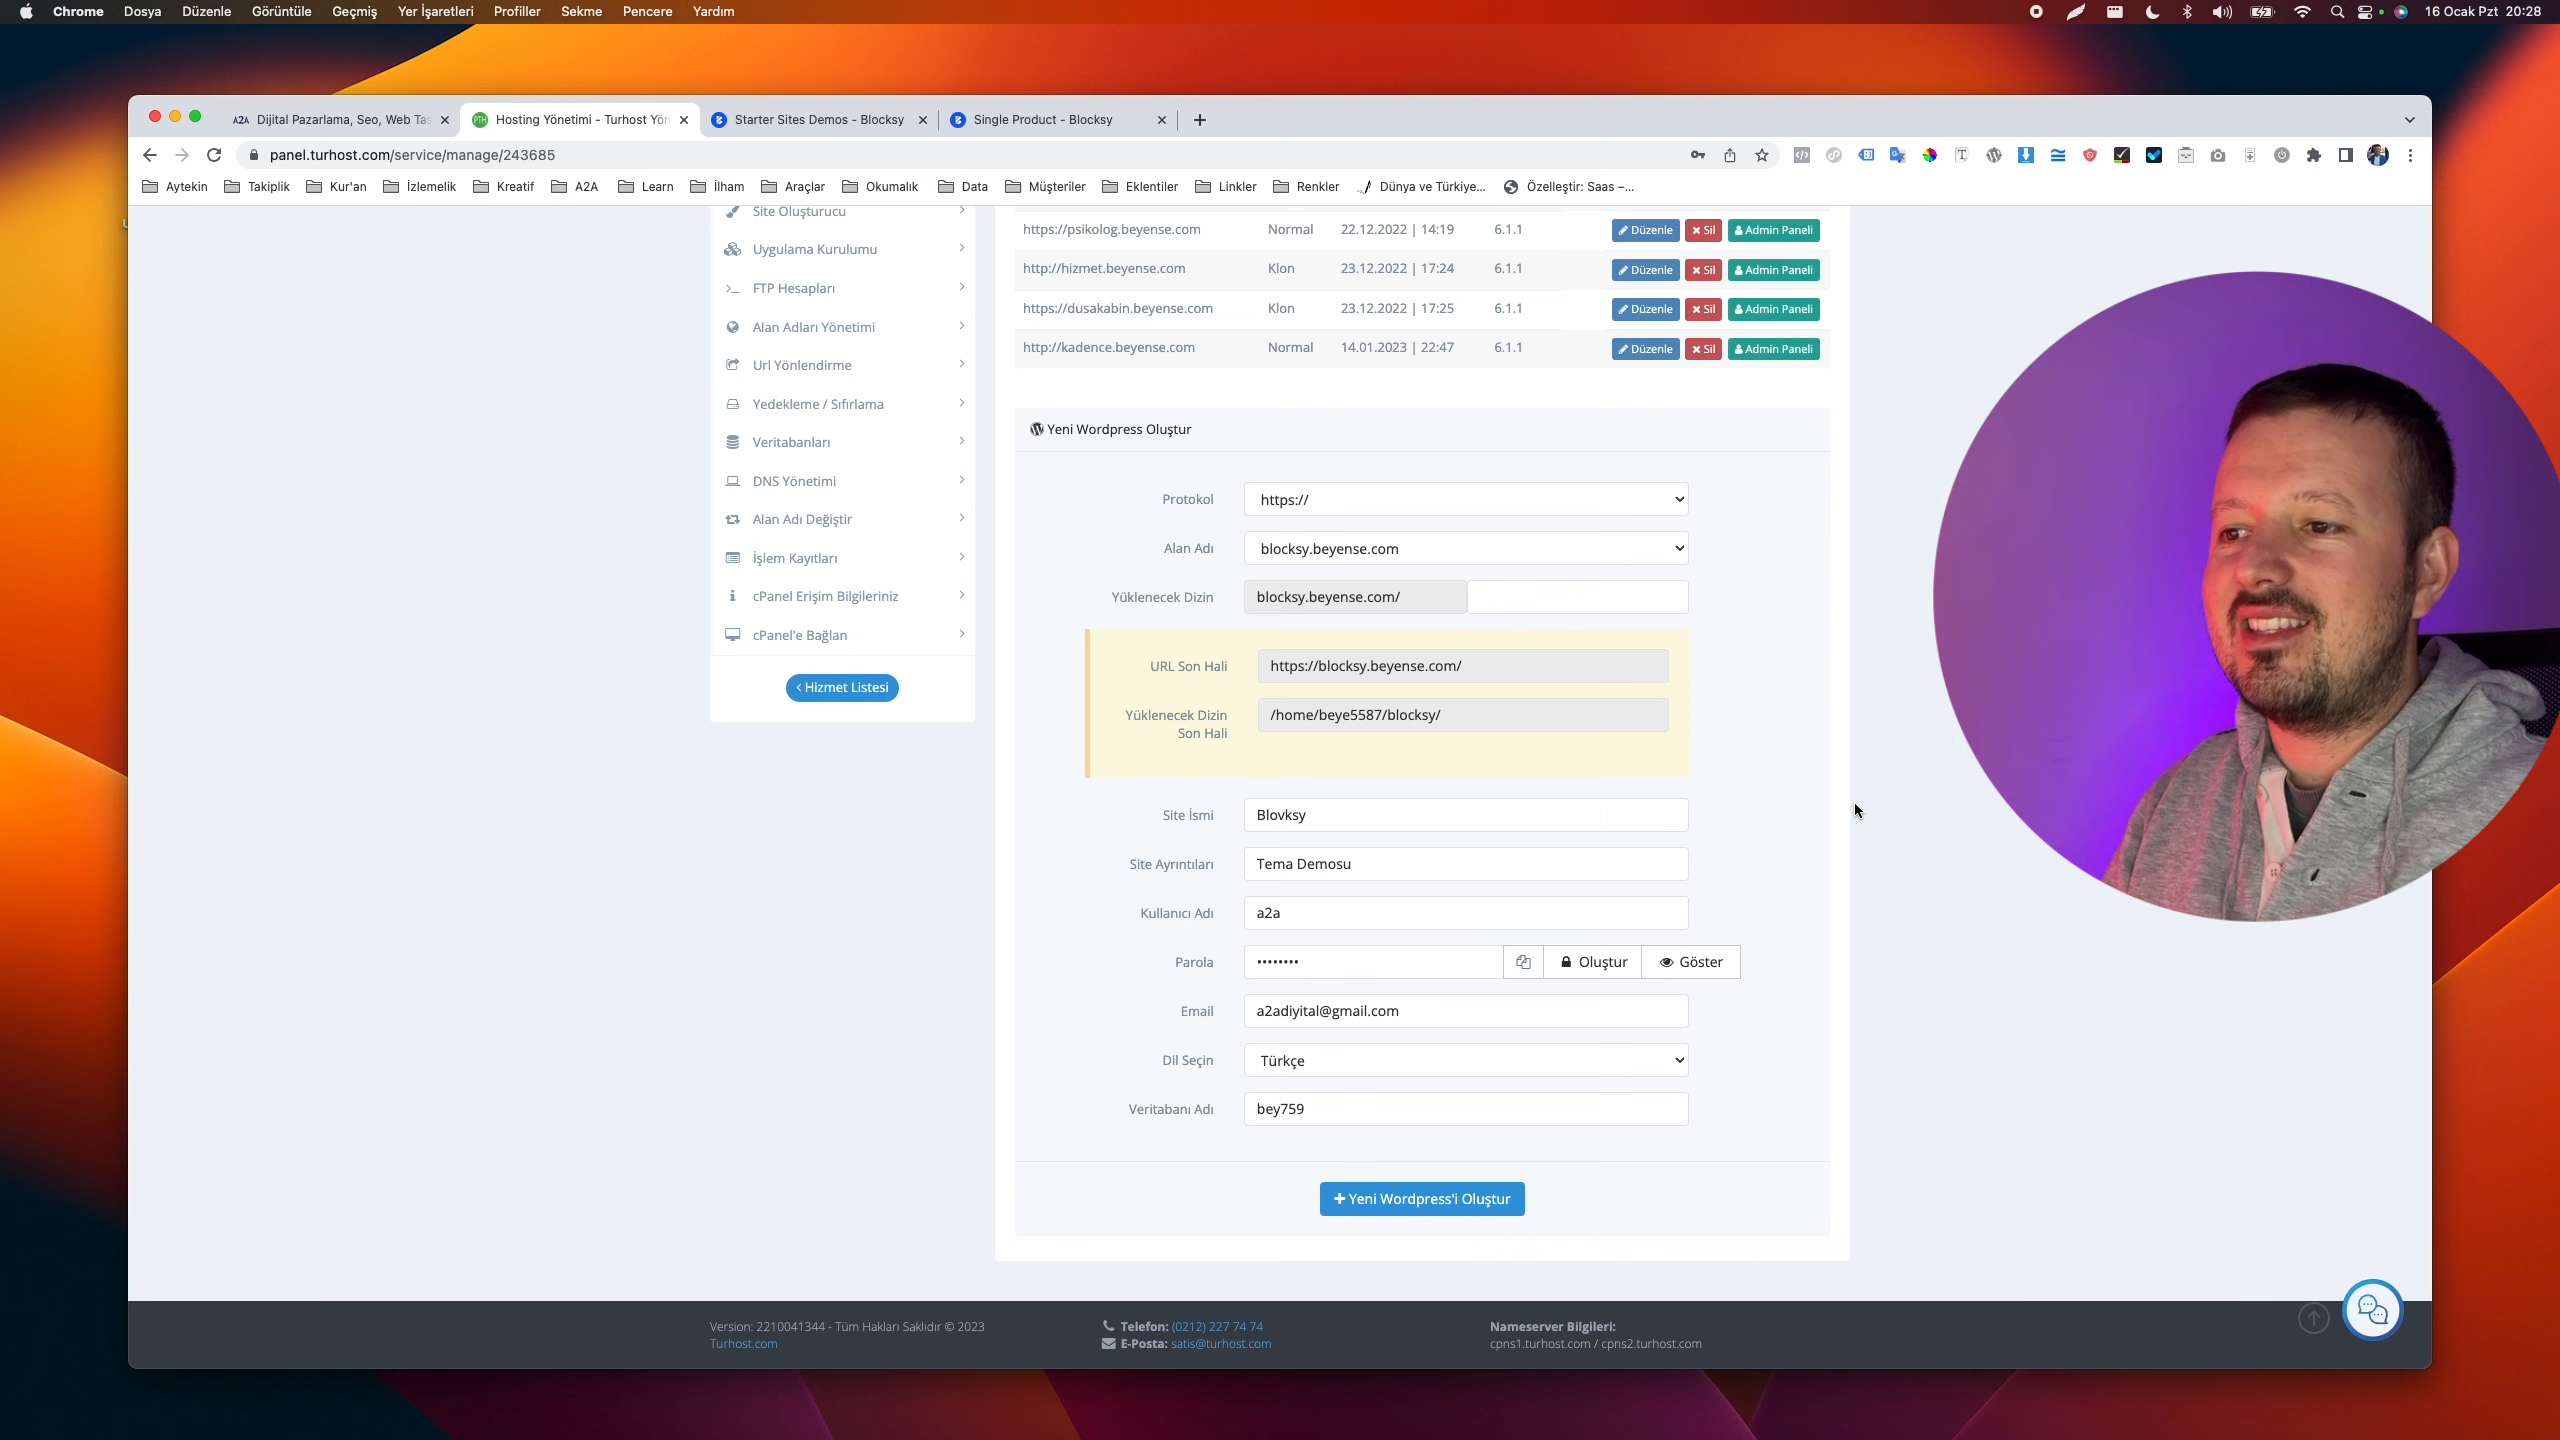 Chrome Dosya Düzenle Görüntüle Geçmiş Yer İşaretleri Profiller Sekme Pencere Yardım 16 Ocak Pzt 20:28
A2A Dijital Pazarlama, Seo, Web Tas
PTH Hosting Yönetimi - Turhost Yön
Starter Sites Demos - Blocksy
Single Product - Blocksy
panel.turhost.com/service/manage/243685
Aytekin Takiplik Kur'an İzlemelik Kreatif A2A Learn İlham Araçlar Okumalık Data Müşteriler Eklentiler Linkler Renkler Dünya ve Türkiye... Özelleştir: Saas –...
Site Oluşturucu
Uygulama Kurulumu
FTP Hesapları
Alan Adları Yönetimi
Url Yönlendirme
Yedekleme / Sıfırlama
Veritabanları
DNS Yönetimi
Alan Adı Değiştir
İşlem Kayıtları
cPanel Erişim Bilgileriniz
cPanel'e Bağlan
Hizmet Listesi
https://psikolog.beyense.com Normal 22.12.2022 | 14:19 6.1.1 Düzenle Sil Admin Paneli
http://hizmet.beyense.com Klon 23.12.2022 | 17:24 6.1.1 Düzenle Sil Admin Paneli
https://dusakabin.beyense.com Klon 23.12.2022 | 17:25 6.1.1 Düzenle Sil Admin Paneli
http://kadence.beyense.com Normal 14.01.2023 | 22:47 6.1.1 Düzenle Sil Admin Paneli
Yeni Wordpress Oluştur
Protokol https://
Alan Adı blocksy.beyense.com
Yüklenecek Dizin blocksy.beyense.com/
URL Son Hali https://blocksy.beyense.com/
Yüklenecek Dizin /home/beye5587/blocksy/
Son Hali
Site İsmi Blovksy
Site Ayrıntıları Tema Demosu
Kullanıcı Adı a2a
Parola •••••••• Oluştur Göster
Email a2adiyital@gmail.com
Dil Seçin Türkçe
Veritabanı Adı bey759
Yeni Wordpress'i Oluştur
Version: 2210041344 - Tüm Hakları Saklıdır © 2023
Turhost.com
Telefon: (0212) 227 74 74
E-Posta: satis@turhost.com
Nameserver Bilgileri:
cpns1.turhost.com / cpns2.turhost.com